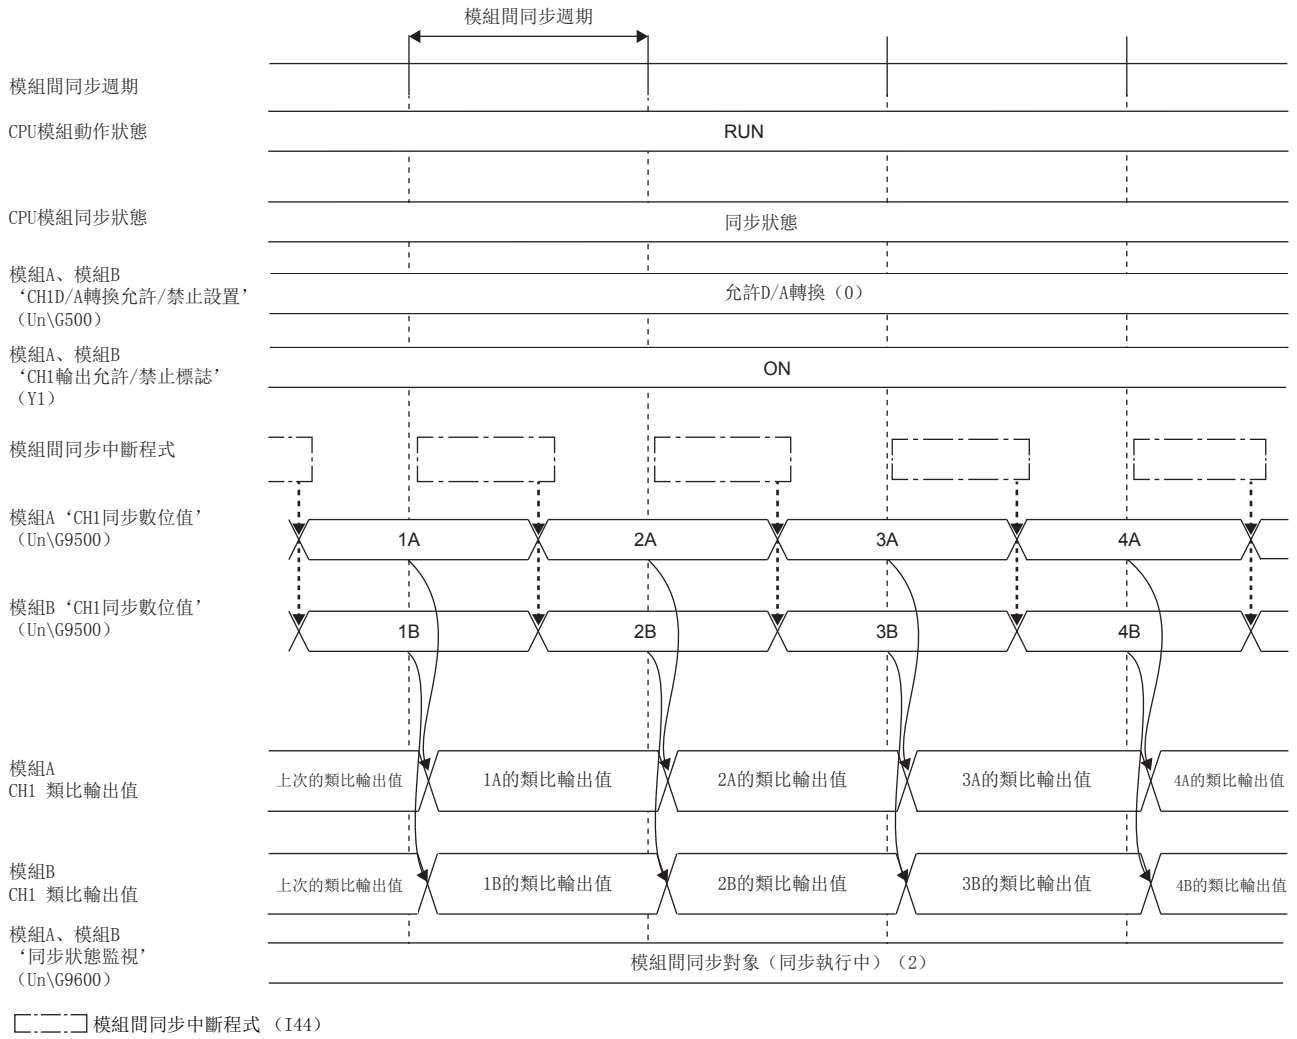 模組間同步週期
模組間同步週期
CPU模組動作狀態
RUN
CPU模組同步狀態
同步狀態
模組A、模組B
‘CH1D/A轉換允許/禁止設置’
（Un\G500）
允許D/A轉換（0）
模組A、模組B
‘CH1輸出允許/禁止標誌’
（Y1）
ON
模組間同步中斷程式
模組A‘CH1同步數位值’
（Un\G9500）
1A
2A
3A
4A
模組B‘CH1同步數位值’
（Un\G9500）
1B
2B
3B
4B
模組A
CH1 類比輸出值
上次的類比輸出值
1A的類比輸出值
2A的類比輸出值
3A的類比輸出值
4A的類比輸出值
模組B
CH1 類比輸出值
上次的類比輸出值
1B的類比輸出值
2B的類比輸出值
3B的類比輸出值
4B的類比輸出值
模組A、模組B
‘同步狀態監視’
（Un\G9600）
模組間同步對象（同步執行中）（2）
模組間同步中斷程式（I44）